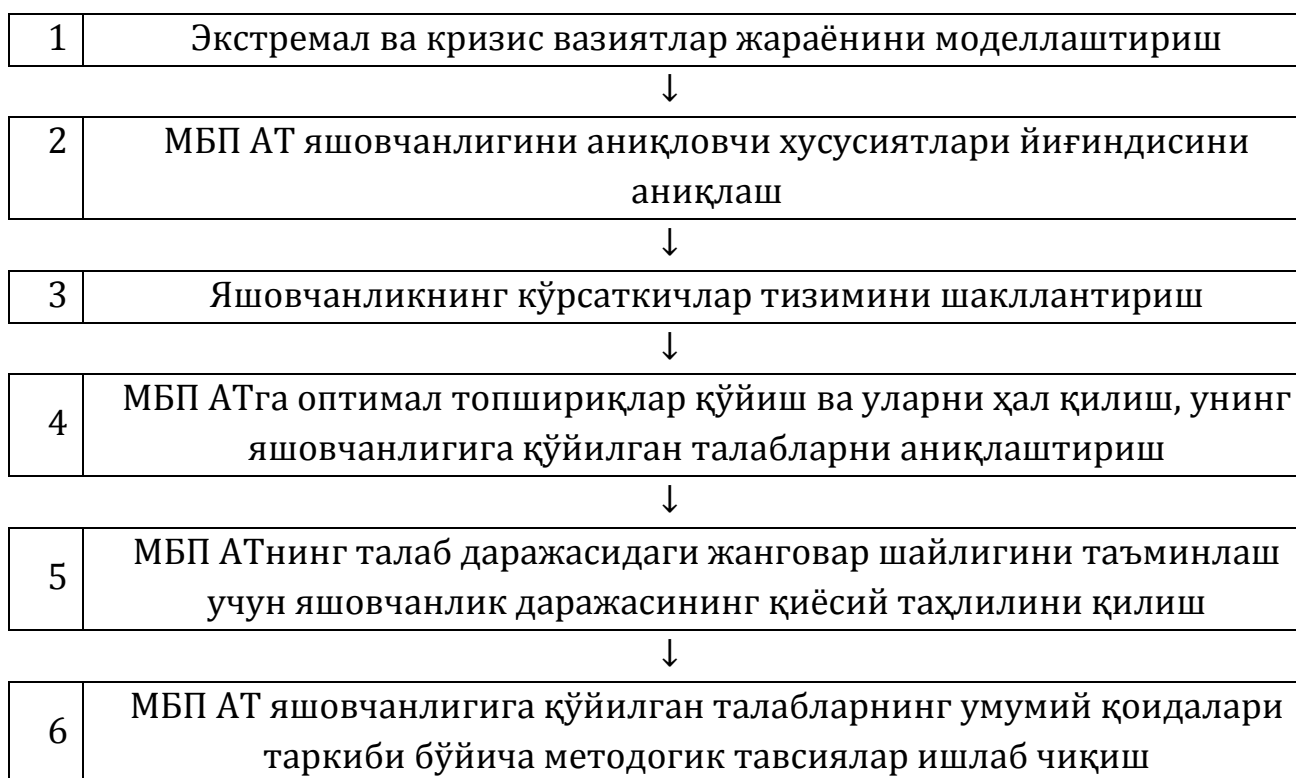 1 Экстремал ва кризис вазиятлар жараёнини моделлаштириш
↓
2 МБП АТ яшовчанлигини аниқловчи хусусиятлари йиғиндисини
аниқлаш
↓
3 Яшовчанликнинг кўрсаткичлар тизимини шакллантириш
↓
4 МБП АТга оптимал топшириқлар қўйиш ва уларни ҳал қилиш, унинг
яшовчанлигига қўйилган талабларни аниқлаштириш
↓
5 МБП АТнинг талаб даражасидаги жанговар шайлигини таъминлаш
учун яшовчанлик даражасининг қиёсий таҳлилини қилиш
↓
6 МБП АТ яшовчанлигига қўйилган талабларнинг умумий қоидалари
таркиби бўйича методогик тавсиялар ишлаб чиқиш